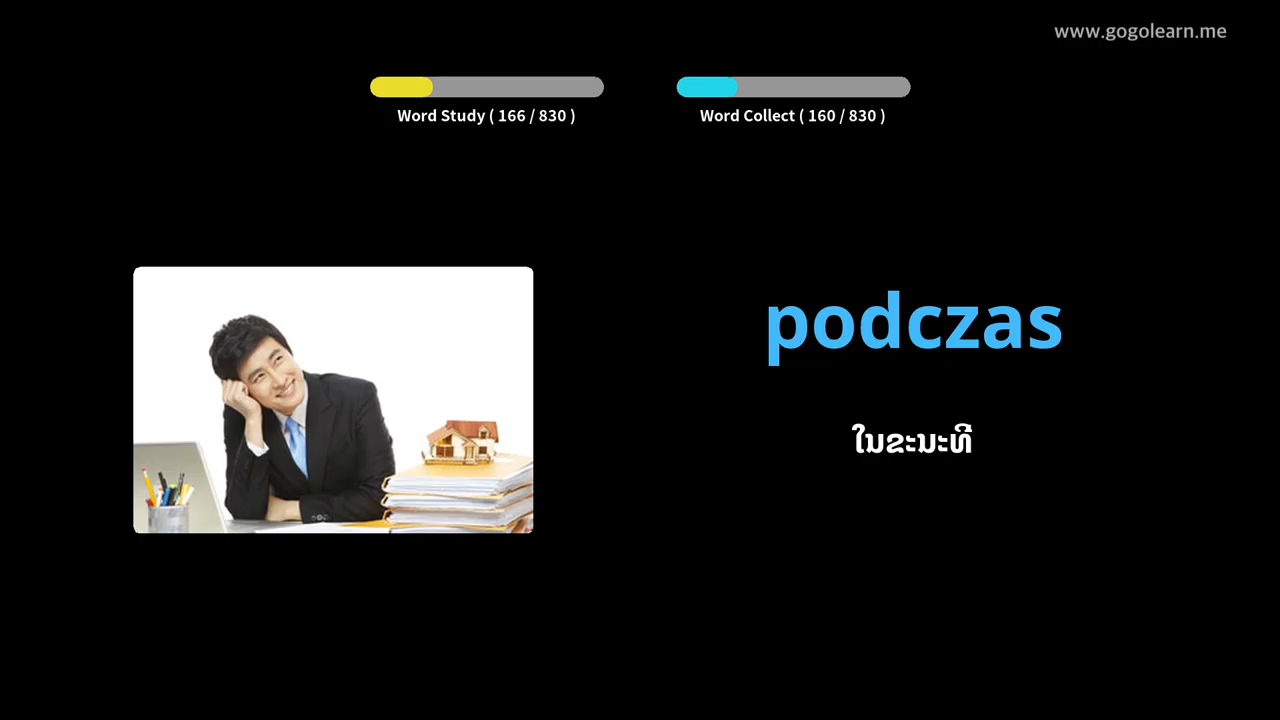 www.gogolearn.me
Word Study ( 166 / 830 )
Word Collect ( 160 / 830 )
podczas
ໃນຂະນະທີ